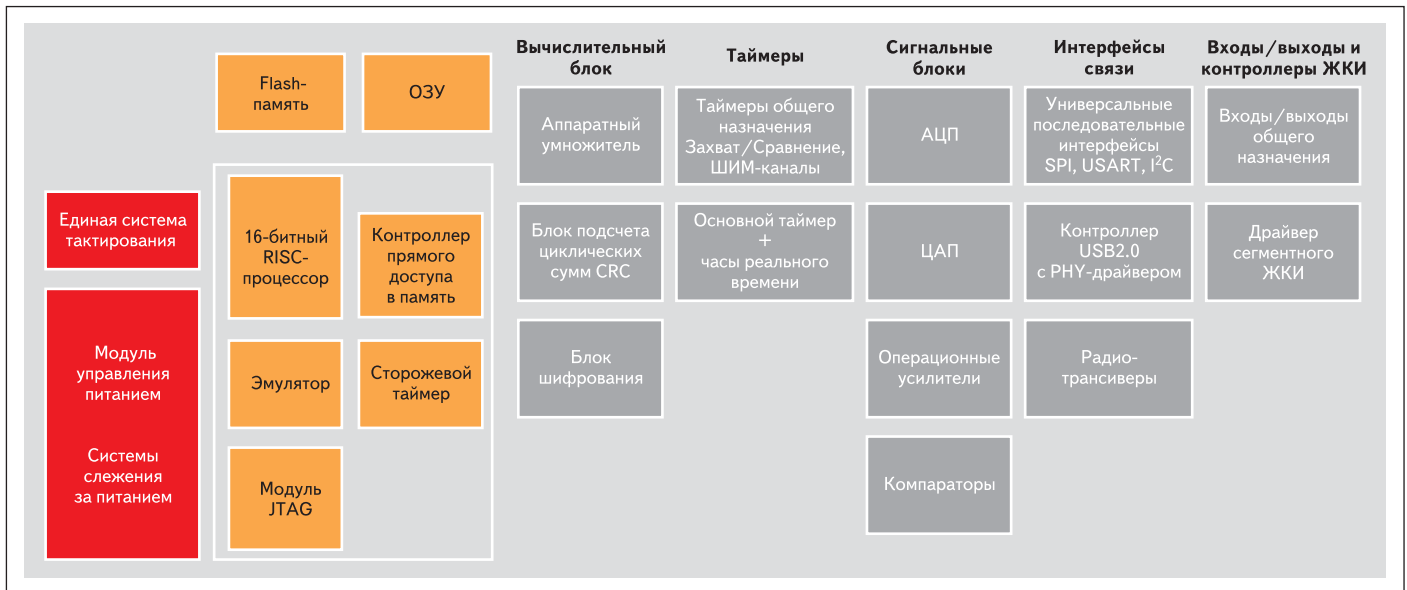 Flash-
память
ОЗУ
Единая система
тактирования
Модуль
управления
питанием
Системы
слежения
за питанием
16-битный
RISC-
процессор
Контроллер
прямого
доступа
в память
Эмулятор
Сторожевой
таймер
Модуль
JTAG
Вычислительный
блок
Аппаратный
умножитель
Блок подсчета
циклических
сумм CRC
Блок
шифрования
Таймеры
Таймеры общего
назначения
Захват/Сравнение,
ШИМ-каналы
Основной таймер
+
часы реального
времени
Сигнальные
блоки
АЦП
ЦАП
Операционные
усилители
Компараторы
Интерфейсы
связи
Универсальные
последовательные
интерфейсы
SPI, USART, I²C
Контроллер
USB2.0
с PHY-драйвером
Радио-
трансиверы
Входы/выходы и
контроллеры ЖКИ
Входы/выходы
общего
назначения
Драйвер
сегментного
ЖКИ